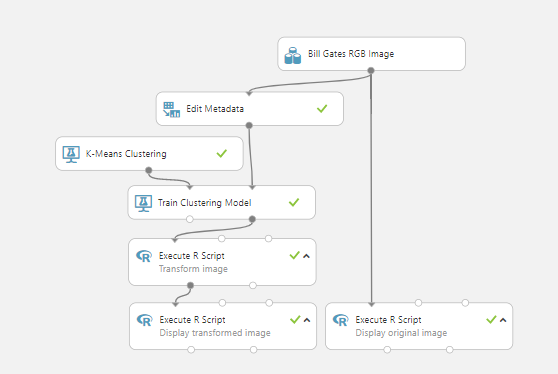 Bill Gates RGB Image
Edit Metadata
K-Means Clustering
Train Clustering Model
Execute R Script
Transform image
Execute R Script
Display transformed image
Execute R Script
Display original image